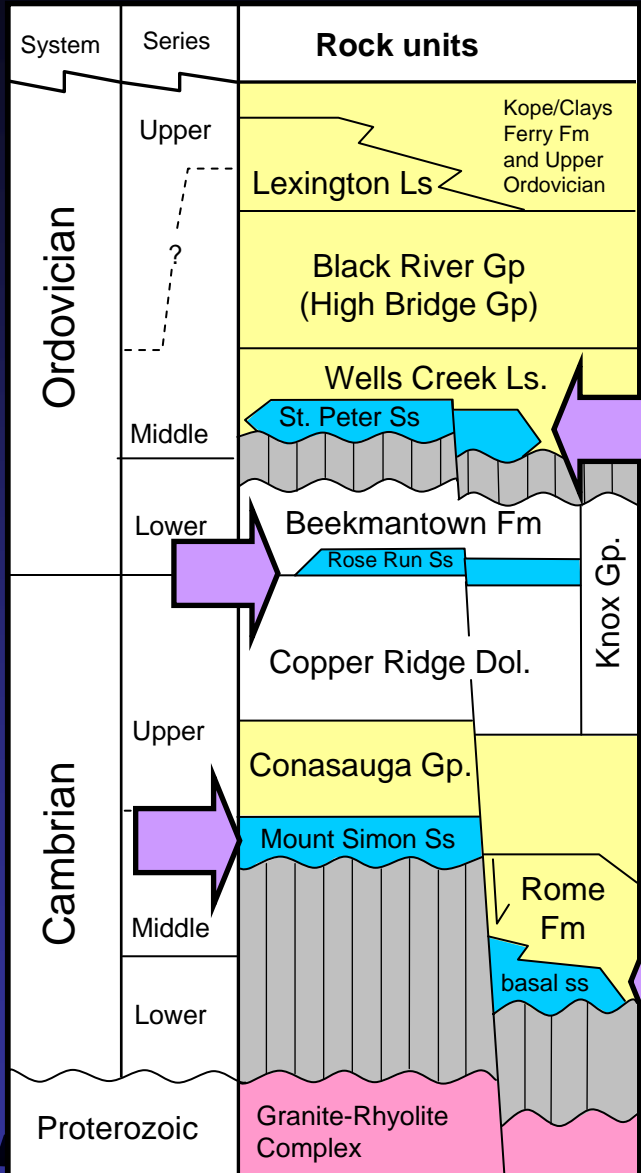 System
Series
Rock units
Ordovician
Upper
?
Middle
Lower
Kope/Clays
Ferry Fm
and Upper
Ordovician
Lexington Ls
Black River Gp
(High Bridge Gp)
Wells Creek Ls.
St. Peter Ss
Beekmantown Fm
Rose Run Ss
Knox Gp.
Copper Ridge Dol.
Cambrian
Upper
Middle
Lower
Conasauga Gp.
Mount Simon Ss
Rome
Fm
basal ss
Proterozoic
Granite-Rhyolite
Complex